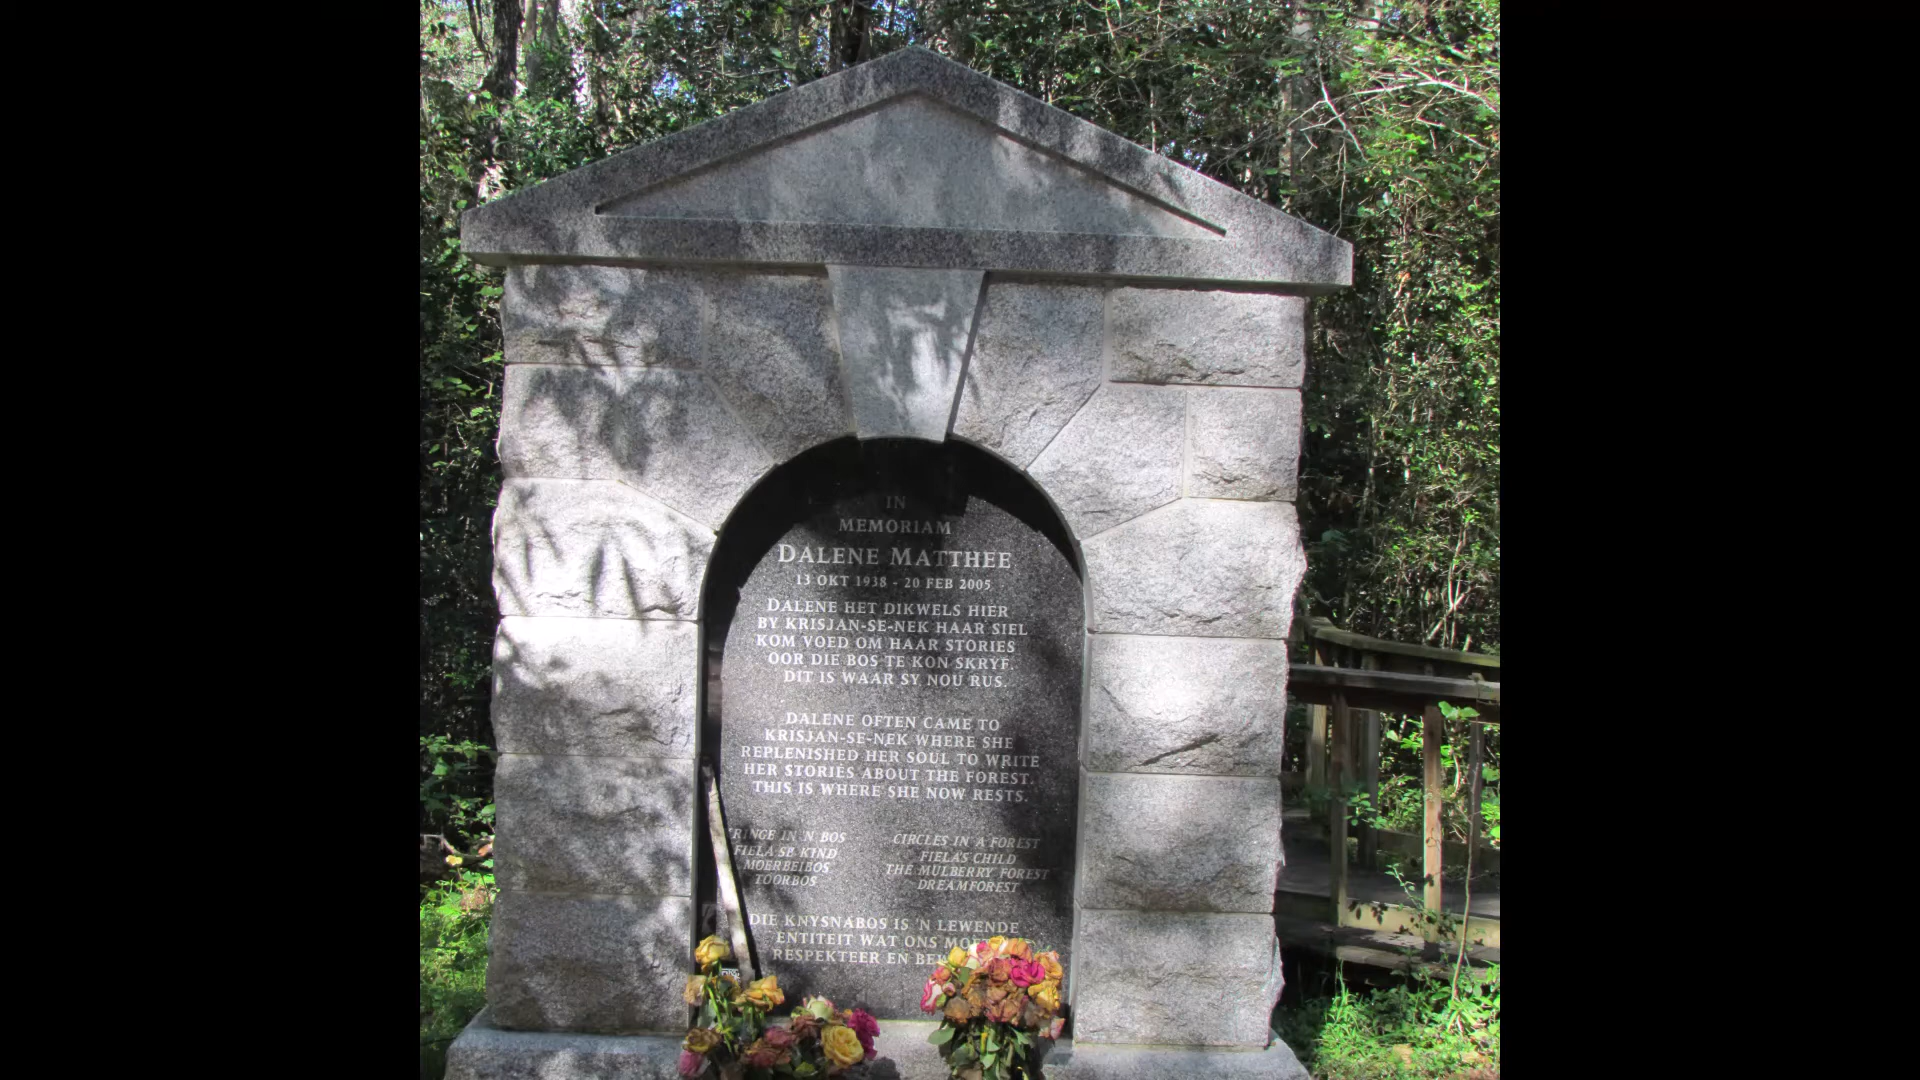 IN
MEMORIAM
DALENE MATTHEE
13 OKT 1938 - 20 FEB 2005
DALENE HET DIKWELS HIER
BY KRISJAN-SE-NEK HAAR SIEL
KOM VOED OM HAAR STORIES
OOR DIE BOS TE KON SKRYF.
DIT IS WAAR SY NOU RUS.
DALENE OFTEN CAME TO
KRISJAN-SE-NEK WHERE SHE
REPLENISHED HER SOUL TO WRITE
HER STORIES ABOUT THE FOREST.
THIS IS WHERE SHE NOW RESTS.
KRINGE IN 'N BOS
FIELA SE KIND
MOERBEIBOS
TOORBOS
CIRCLES IN A FOREST
FIELA'S CHILD
THE MULBERRY FOREST
DREAMFOREST
DIE KNYSNABOS IS 'N LEWENDE
ENTITEIT WAT ONS
RESPEKTEER EN